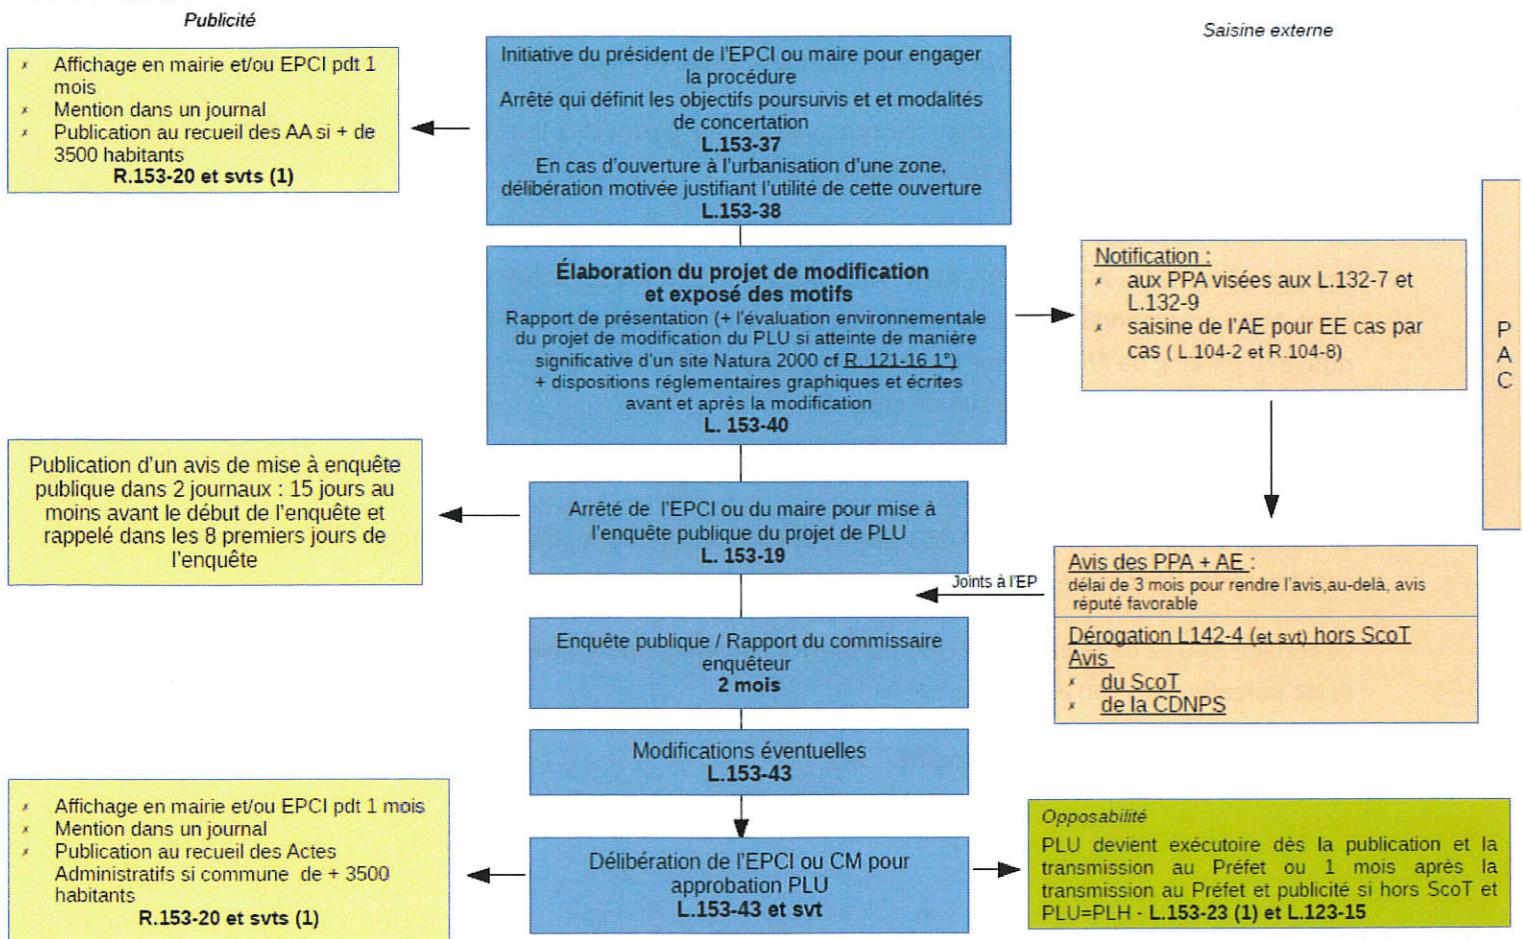 Publicité
Saisine externe
x Affichage en mairie et/ou EPCI pdt 1
mois
x Mention dans un journal
x Publication au recueil des AA si + de
3500 habitants
R.153-20 et svts (1)
Initiative du président de l'EPCI ou maire pour engager
la procédure
Arrêté qui définit les objectifs poursuivis et et modalités
de concertation
L.153-37
En cas d'ouverture à l'urbanisation d'une zone,
délibération motivée justifiant l'utilité de cette ouverture
L.153-38
Élaboration du projet de modification
et exposé des motifs
Rapport de présentation (+ l'évaluation environnementale
du projet de modification du PLU si atteinte de manière
significative d'un site Natura 2000 cf R. 121-16 1°)
+ dispositions réglementaires graphiques et écrites
avant et après la modification
L. 153-40
Notification :
x aux PPA visées aux L.132-7 et
L.132-9
x saisine de l'AE pour EE cas par
cas ( L.104-2 et R.104-8)
P
A
C
Publication d'un avis de mise à enquête
publique dans 2 journaux : 15 jours au
moins avant le début de l'enquête et
rappelé dans les 8 premiers jours de
l'enquête
Arrêté de l'EPCI ou du maire pour mise à
l'enquête publique du projet de PLU
L. 153-19
Joints à l'EP
Avis des PPA + AE :
délai de 3 mois pour rendre l'avis,au-delà, avis
réputé favorable
Dérogation L142-4 (et svt) hors ScoT
Avis
x du ScoT
x de la CDNPS
Enquête publique / Rapport du commissaire
enquêteur
2 mois
Modifications éventuelles
L.153-43
x Affichage en mairie et/ou EPCI pdt 1 mois
x Mention dans un journal
x Publication au recueil des Actes
Administratifs si commune de + 3500
habitants
R.153-20 et svts (1)
Délibération de l'EPCI ou CM pour
approbation PLU
L.153-43 et svt
Opposabilité
PLU devient exécutoire dès la publication et la
transmission au Préfet ou 1 mois après la
transmission au Préfet et publicité si hors ScoT et
PLU=PLH - L.153-23 (1) et L.123-15